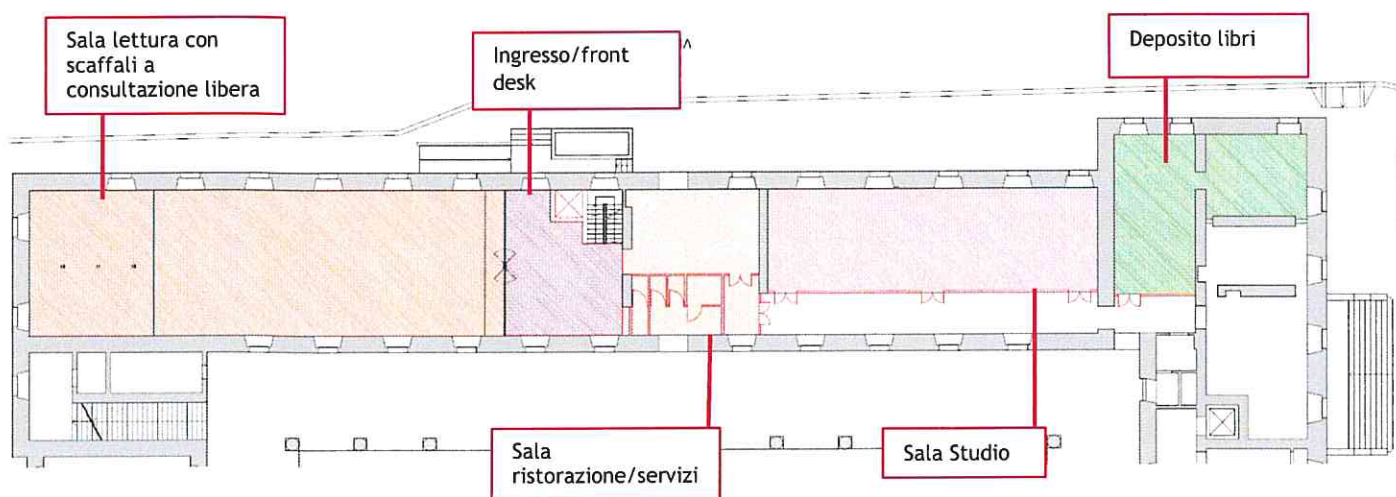 Sala lettura con
scaffali a
consultazione libera
Ingresso/front
desk
Deposito libri
Sala
ristorazione/servizi
Sala Studio